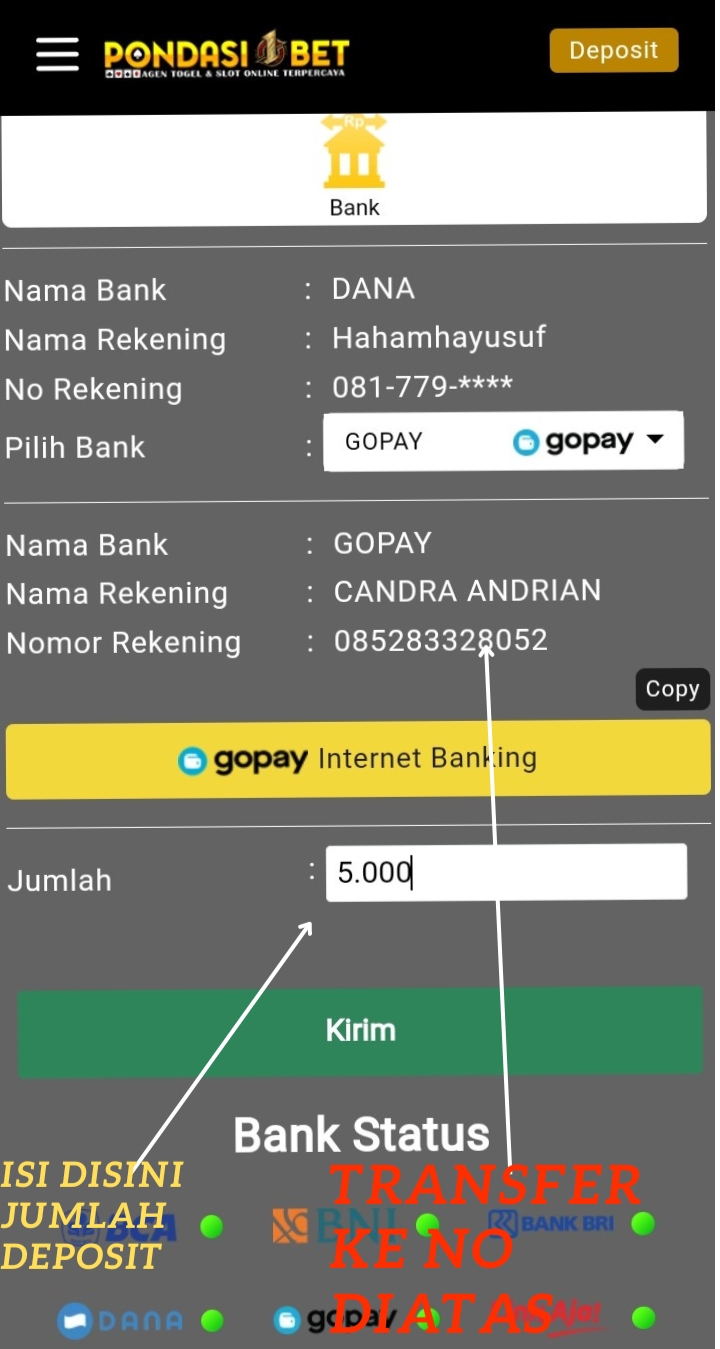 PONDASI BET
AGEN TOGEL & SLOT ONLINE TERPERCAYA
Deposit
Rp
Bank
Nama Bank : DANA
Nama Rekening : Hahamhayusuf
No Rekening : 081-779-****
Pilih Bank : GOPAY gopay
Nama Bank : GOPAY
Nama Rekening : CANDRA ANDRIAN
Nomor Rekening : 085283328052
Copy
gopay Internet Banking
Jumlah : 5.000
Kirim
Bank Status
ISI DISINI
JUMLAH
DEPOSIT
TRANSFER
KE NO
DIATAS
BCA BNI BANK BRI
DANA gopay